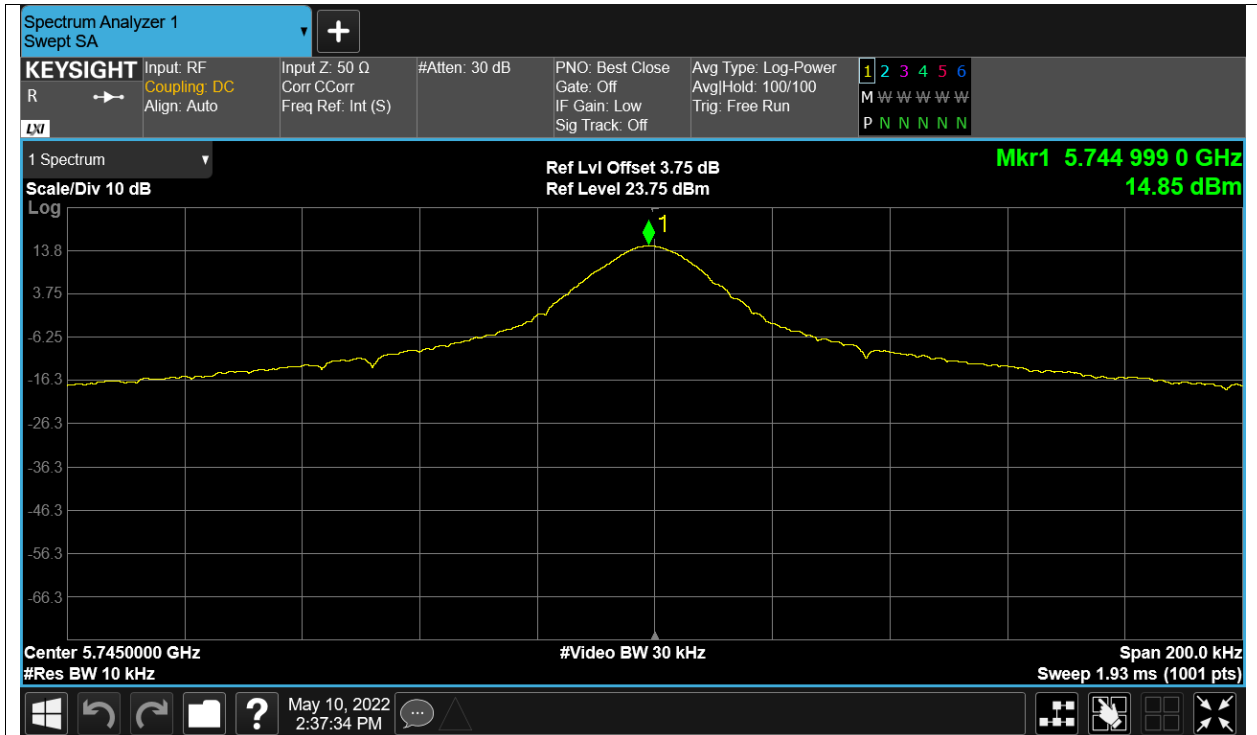 Spectrum Analyzer 1
Swept SA
KEYSIGHT
R
LXI
Input: RF
Coupling: DC
Align: Auto
Input Z: 50 Ω
Corr CCorr
Freq Ref: Int (S)
#Atten: 30 dB
PNO: Best Close
Gate: Off
IF Gain: Low
Sig Track: Off
Avg Type: Log-Power
Avg|Hold: 100/100
Trig: Free Run
1 2 3 4 5 6
M W W W W W W
P N N N N N N
1 Spectrum
Scale/Div 10 dB
Log
Ref Lvl Offset 3.75 dB
Ref Level 23.75 dBm
Mkr1 5.744 999 0 GHz
14.85 dBm
1
13.8
3.75
-6.25
-16.3
-26.3
-36.3
-46.3
-56.3
-66.3
Center 5.7450000 GHz
#Res BW 10 kHz
#Video BW 30 kHz
Span 200.0 kHz
Sweep 1.93 ms (1001 pts)
?
May 10, 2022
2:37:34 PM